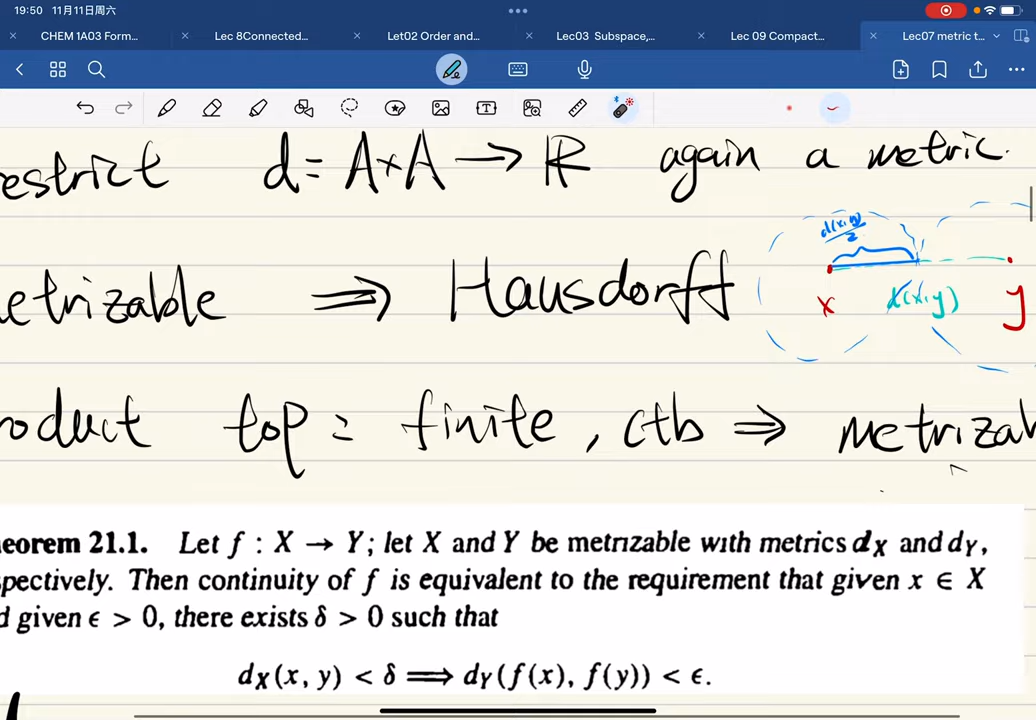 19:50 11月11日周六
CHEM 1A03 Form... Lec 8Connected... Let02 Order and... Lec03 Subspace,... Lec 09 Compact... Lec07 metric t...
estrict d = A×A → ℝ again a metric.
d(x,y)/2
etrizable ⟹ Hausdorff x d(x,y) y
oduct top = finite, ctb ⟹ metrizab
eorem 21.1. Let f : X → Y; let X and Y be metrizable with metrics dX and dY,
pectively. Then continuity of f is equivalent to the requirement that given x ∈ X
d given ϵ > 0, there exists δ > 0 such that
dX(x, y) < δ ⟹ dY(f(x), f(y)) < ϵ.